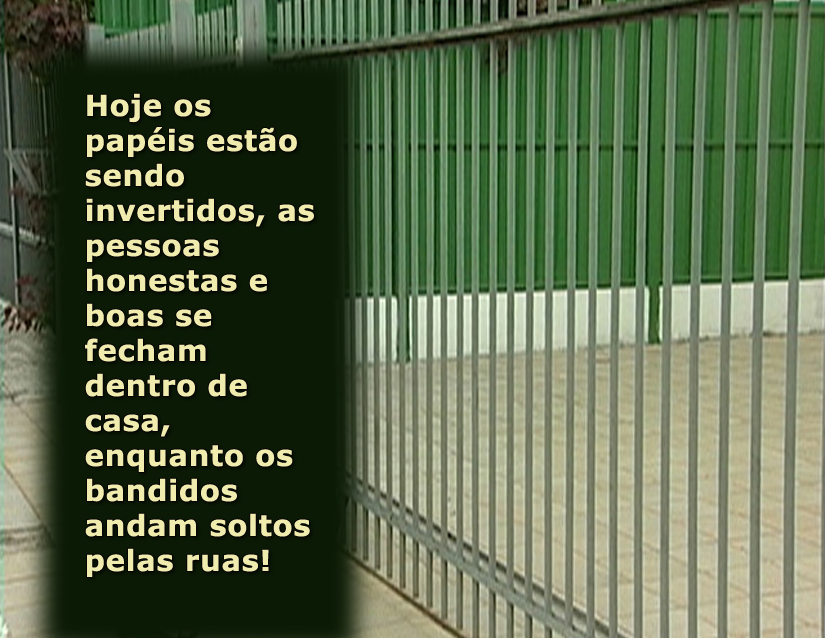 Hoje os
papéis estão
sendo
invertidos, as
pessoas
honestas e
boas se
fecham
dentro de
casa,
enquanto os
bandidos
andam soltos
pelas ruas!